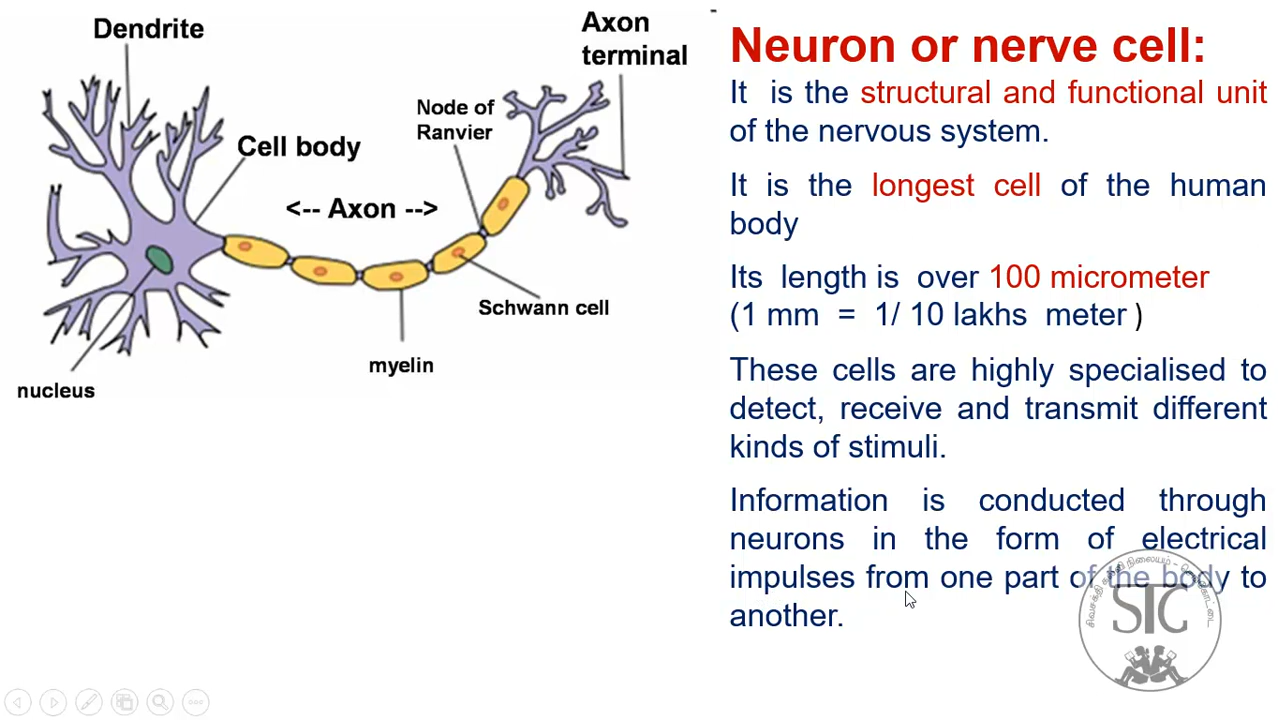 Dendrite
Axon
terminal
Node of
Ranvier
Cell body
<-- Axon -->
Schwann cell
myelin
nucleus
Neuron or nerve cell:
It is the structural and functional unit
of the nervous system.
It is the longest cell of the human
body
Its length is over 100 micrometer
(1 mm = 1/ 10 lakhs meter )
These cells are highly specialised to
detect, receive and transmit different
kinds of stimuli.
Information is conducted through
neurons in the form of electrical
impulses from one part of the body to
another.
STC